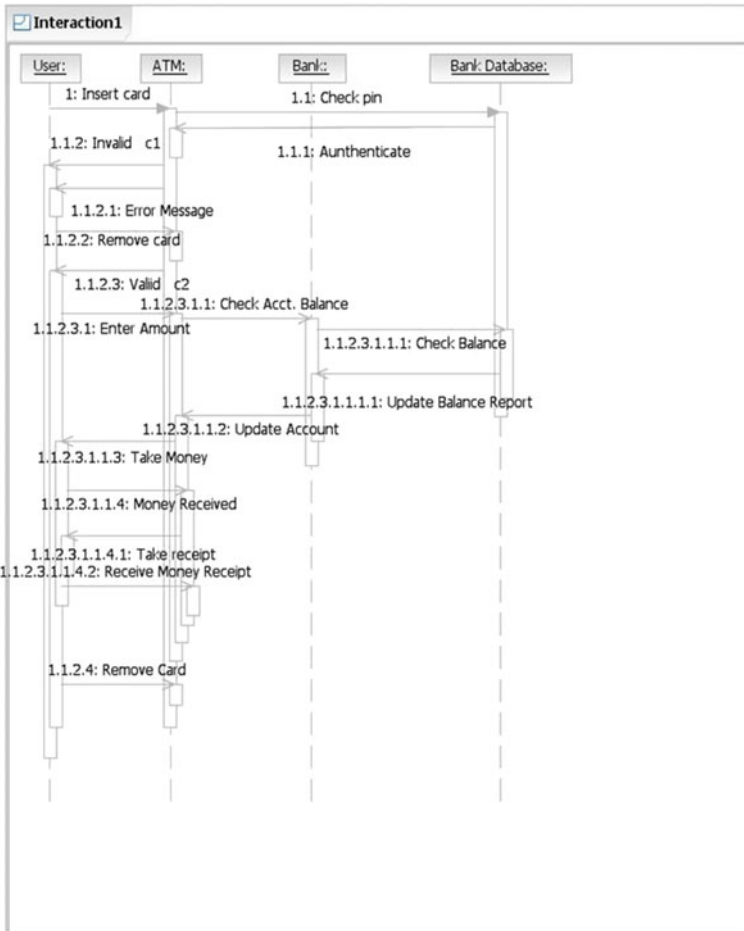 Interaction1
User: ATM: Bank: Bank Database:
1: Insert card
1.1: Check pin
1.1.2: Invalid c1
1.1.1: Aunthenticate
1.1.2.1: Error Message
1.1.2.2: Remove card
1.1.2.3: Valid c2
1.1.2.3.1.1: Check Acct. Balance
1.1.2.3.1: Enter Amount
1.1.2.3.1.1.1: Check Balance
1.1.2.3.1.1.1.1: Update Balance Report
1.1.2.3.1.1.2: Update Account
1.1.2.3.1.1.3: Take Money
1.1.2.3.1.1.4: Money Received
1.1.2.3.1.1.4.1: Take receipt
1.1.2.3.1.1.4.2: Receive Money Receipt
1.1.2.4: Remove Card